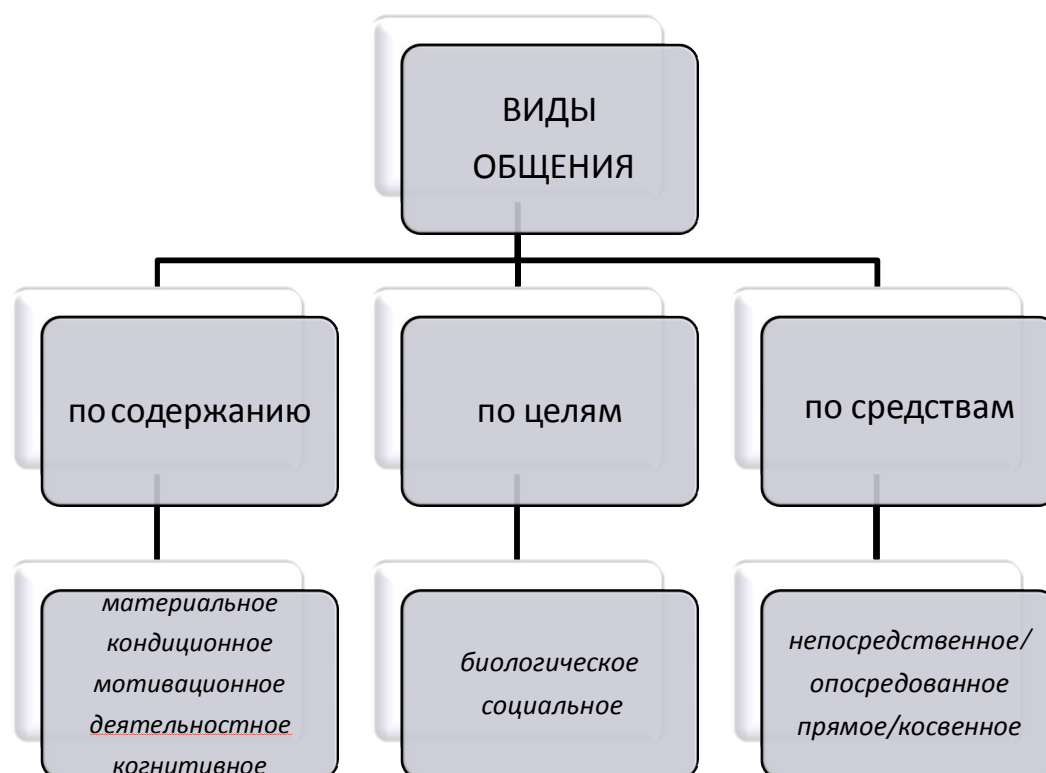 ВИДЫ
ОБЩЕНИЯ
по содержанию
по целям
по средствам
материальное
кондиционное
мотивационное
деятельностное
когнитивное
биологическое
социальное
непосредственное/
опосредованное
прямое/косвенное